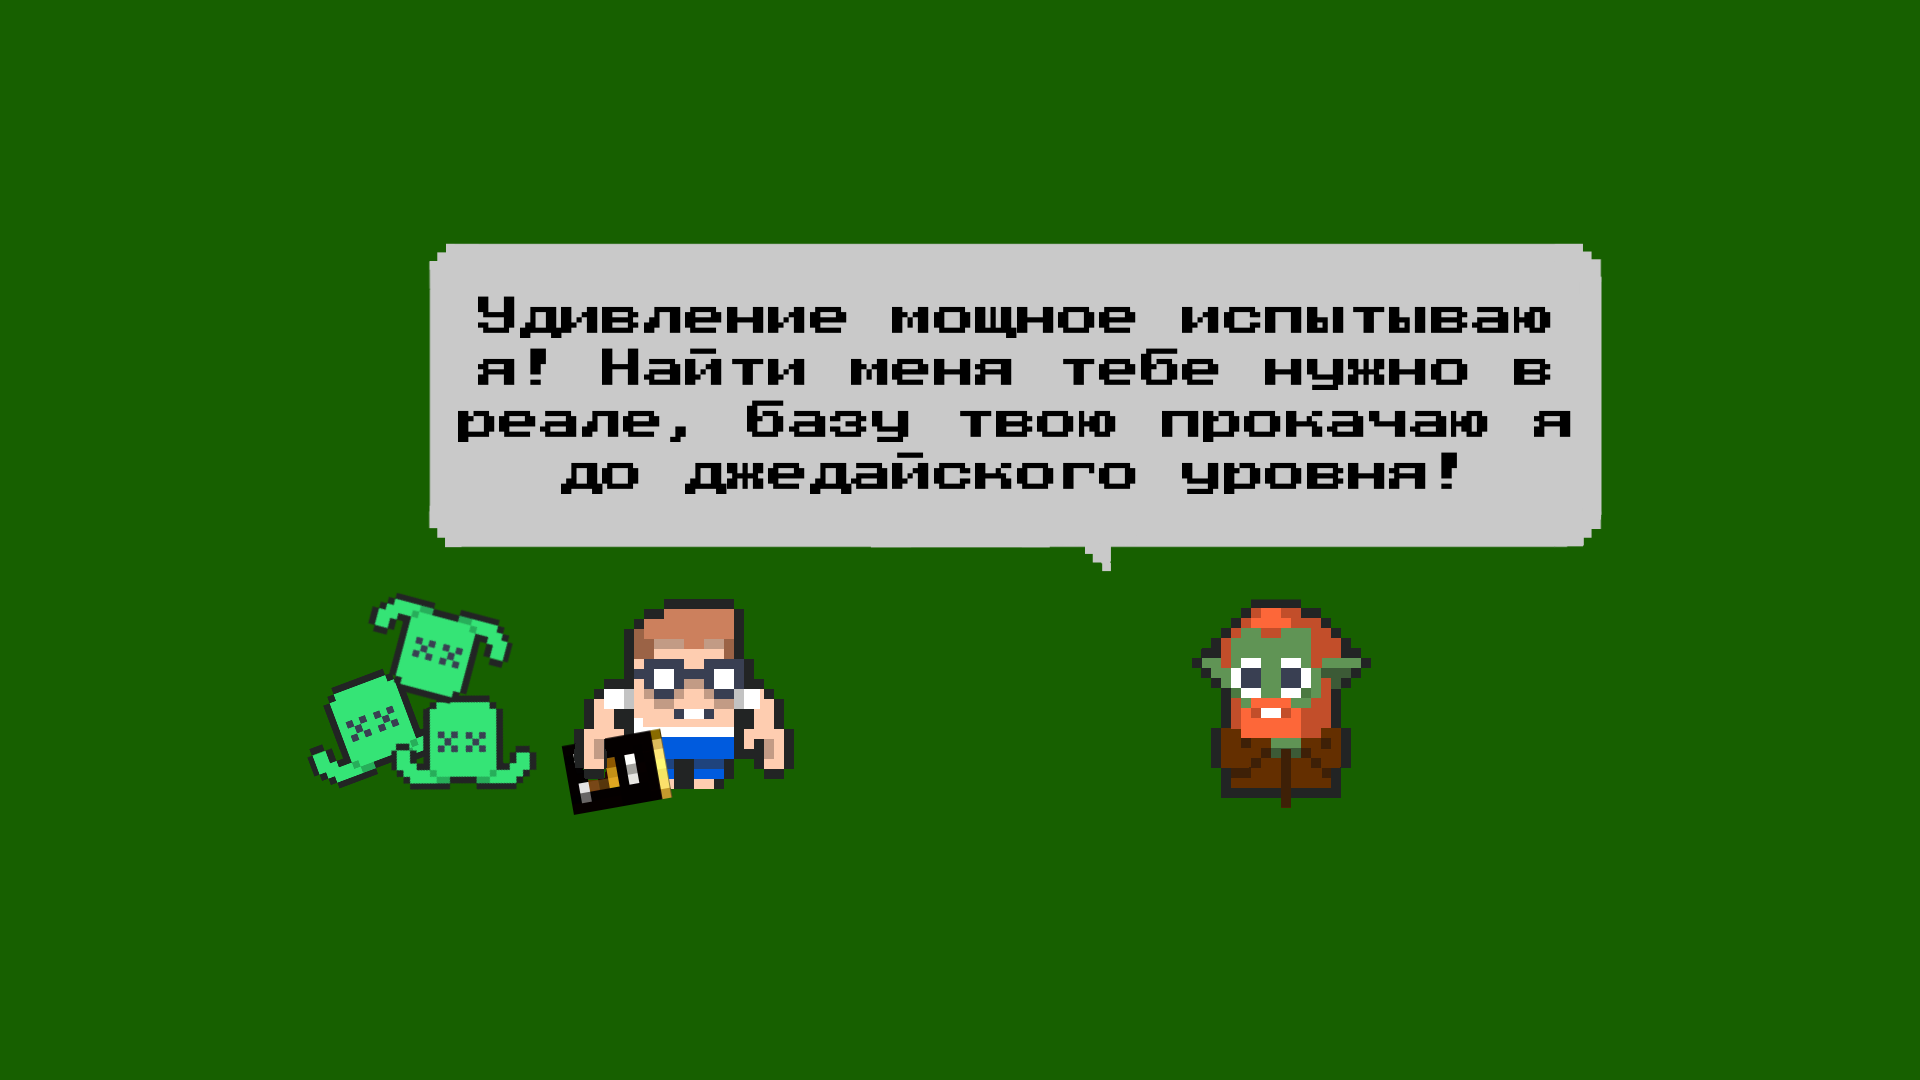 Удивление мощное испытываю
я! Найти меня тебе нужно в
реале, базу твою прокачаю я
до джедайского уровня!